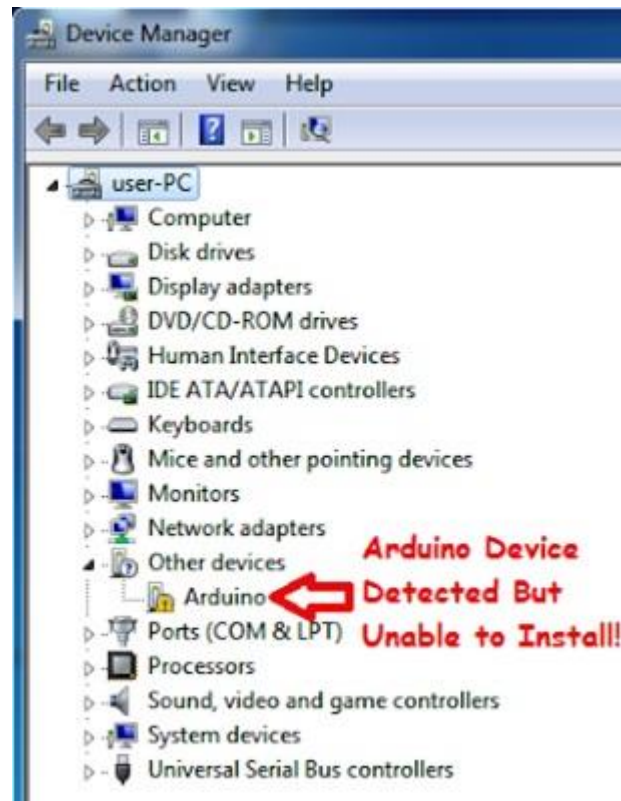 Device Manager
File Action View Help
user-PC
Computer
Disk drives
Display adapters
DVD/CD-ROM drives
Human Interface Devices
IDE ATA/ATAPI controllers
Keyboards
Mice and other pointing devices
Monitors
Network adapters
Other devices
Arduino
Arduino Device
Detected But
Unable to Install!
Ports (COM & LPT)
Processors
Sound, video and game controllers
System devices
Universal Serial Bus controllers